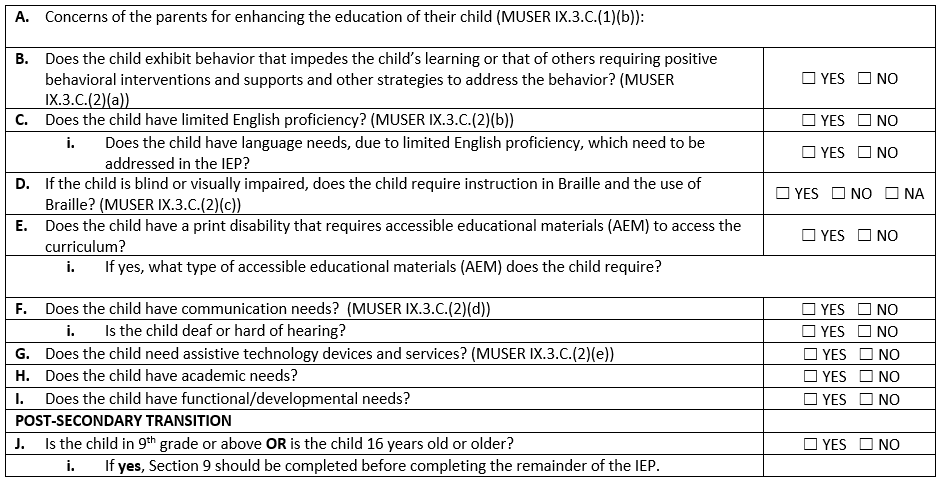 A. Concerns of the parents for enhancing the education of their child (MUSER IX.3.C.(1)(b)):
B. Does the child exhibit behavior that impedes the child's learning or that of others requiring positive
behavioral interventions and supports and other strategies to address the behavior? (MUSER
IX.3.C.(2)(a))
☐ YES ☐ NO
C. Does the child have limited English proficiency? (MUSER IX.3.C.(2)(b))
☐ YES ☐ NO
i. Does the child have language needs, due to limited English proficiency, which need to be
addressed in the IEP?
☐ YES ☐ NO
D. If the child is blind or visually impaired, does the child require instruction in Braille and the use of
Braille? (MUSER IX.3.C.(2)(c))
☐ YES ☐ NO ☐ NA
E. Does the child have a print disability that requires accessible educational materials (AEM) to access the
curriculum?
☐ YES ☐ NO
i. If yes, what type of accessible educational materials (AEM) does the child require?
F. Does the child have communication needs? (MUSER IX.3.C.(2)(d))
☐ YES ☐ NO
i. Is the child deaf or hard of hearing?
☐ YES ☐ NO
G. Does the child need assistive technology devices and services? (MUSER IX.3.C.(2)(e))
☐ YES ☐ NO
H. Does the child have academic needs?
☐ YES ☐ NO
I. Does the child have functional/developmental needs?
☐ YES ☐ NO
POST-SECONDARY TRANSITION
J. Is the child in 9th grade or above OR is the child 16 years old or older?
☐ YES ☐ NO
i. If yes, Section 9 should be completed before completing the remainder of the IEP.